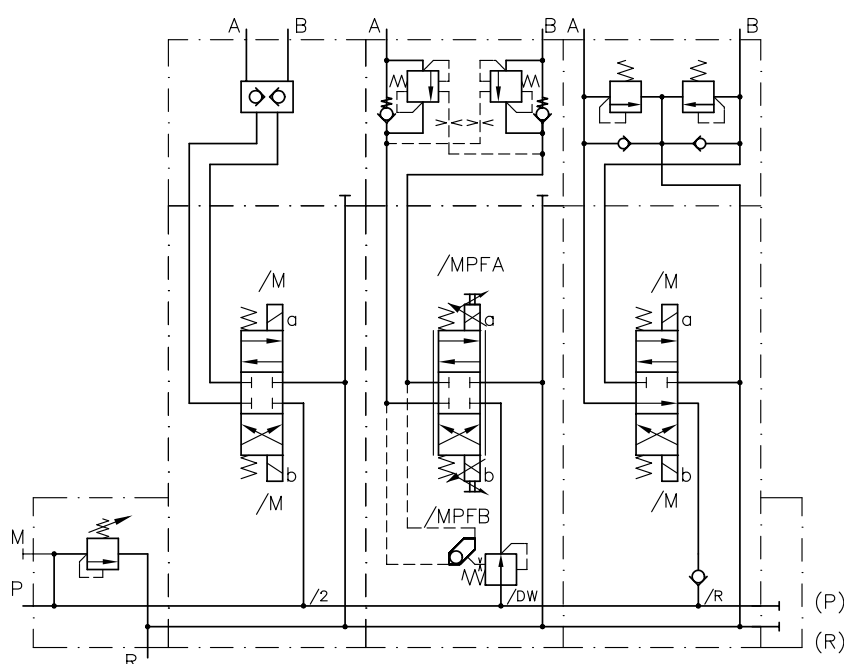 A B A B A B
/MPFA
/M /M
a a a
b b b
/M /M
/MPFB
M
P
/2 /DW /R (P)
(R)
R